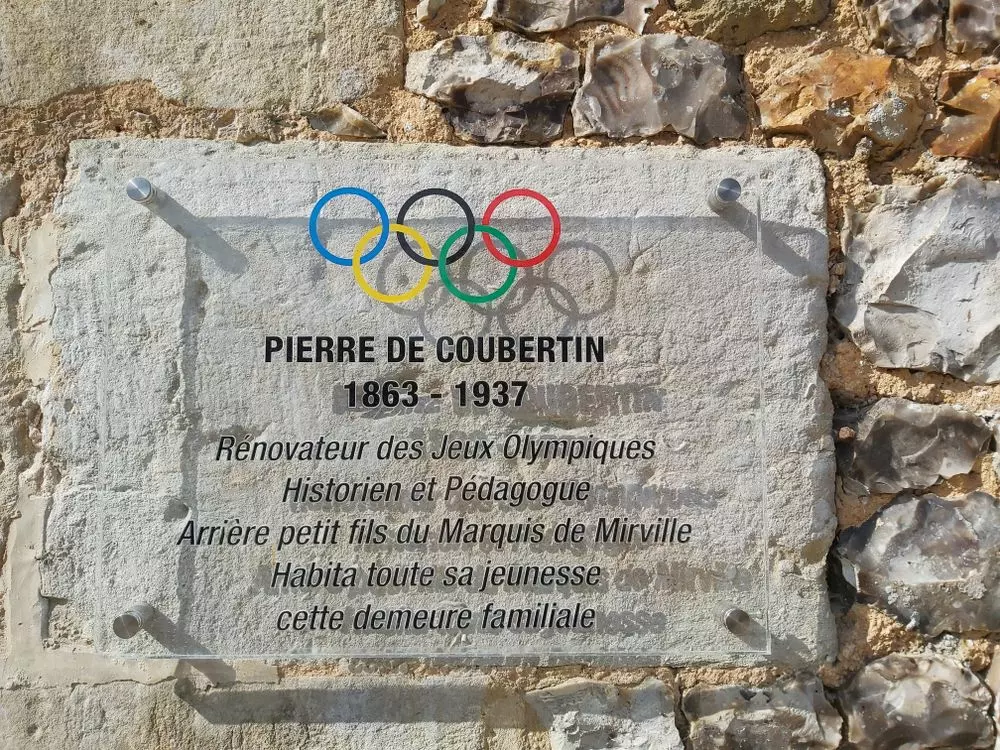 PIERRE DE COUBERTIN
1863 - 1937
Rénovateur des Jeux Olympiques
Historien et Pédagogue
Arrière petit fils du Marquis de Mirville
Habita toute sa jeunesse
cette demeure familiale